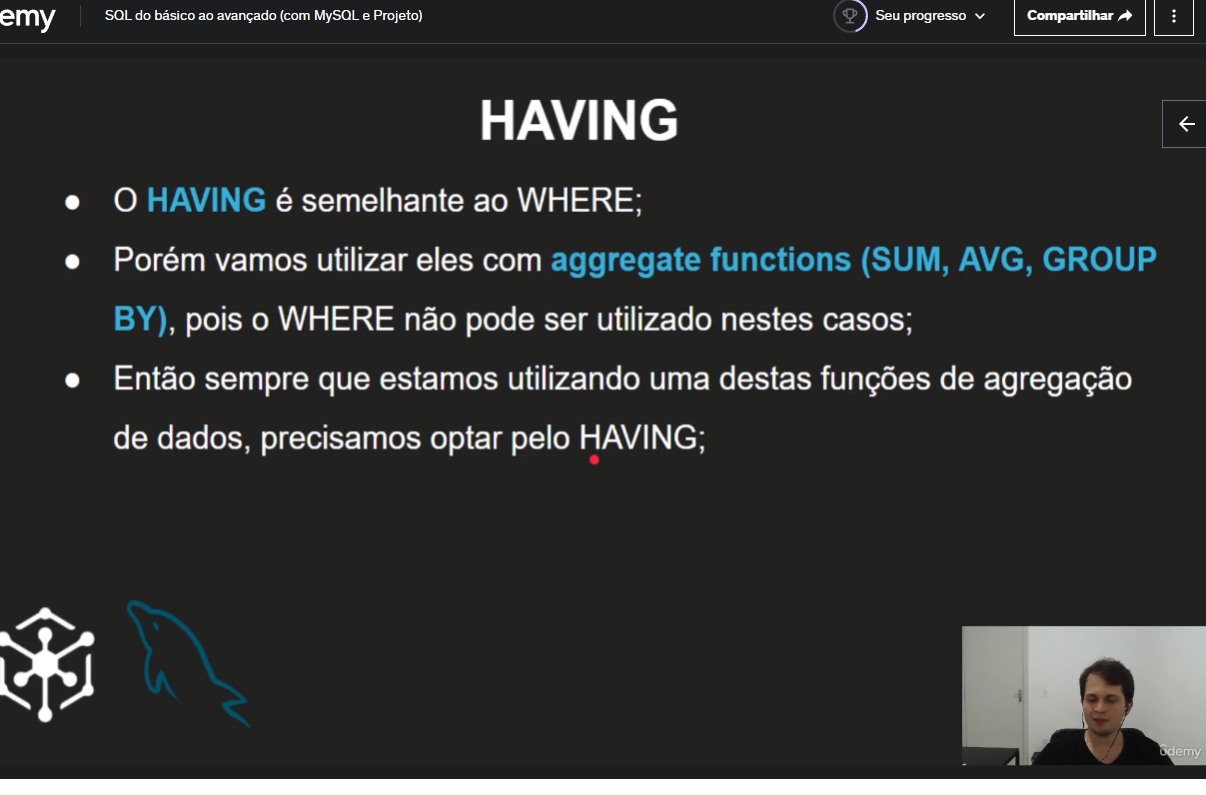 emy
SQL do básico ao avançado (com MySQL e Projeto)
Seu progresso
Compartilhar
HAVING
● O HAVING é semelhante ao WHERE;
● Porém vamos utilizar eles com aggregate functions (SUM, AVG, GROUP
BY), pois o WHERE não pode ser utilizado nestes casos;
● Então sempre que estamos utilizando uma destas funções de agregação
de dados, precisamos optar pelo HAVING;
ûdemy